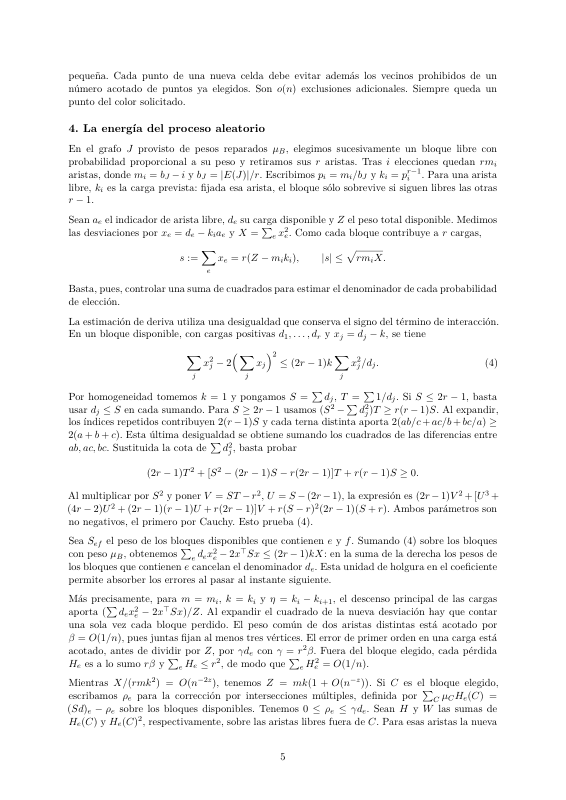 pequeña. Cada punto de una nueva celda debe evitar además los vecinos prohibidos de un
número acotado de puntos ya elegidos. Son o(n) exclusiones adicionales. Siempre queda un
punto del color solicitado.
4. La energía del proceso aleatorio
En el grafo J provisto de pesos reparados μ_B, elegimos sucesivamente un bloque libre con
probabilidad proporcional a su peso y retiramos sus r aristas. Tras i elecciones quedan rm_i
aristas, donde m_i = b_J − i y b_J = |E(J)|/r. Escribimos p_i = m_i/b_J y k_i = p_i^{r−1}. Para una arista
libre, k_i es la carga prevista: fijada esa arista, el bloque sólo sobrevive si siguen libres las otras
r − 1.
Sean a_e el indicador de arista libre, d_e su carga disponible y Z el peso total disponible. Medimos
las desviaciones por x_e = d_e − k_i a_e y X = ∑_e x_e^2. Como cada bloque contribuye a r cargas,
s := ∑_e x_e = r(Z − m_i k_i), |s| ≤ √(rm_i X).
Basta, pues, controlar una suma de cuadrados para estimar el denominador de cada probabilidad
de elección.
La estimación de deriva utiliza una desigualdad que conserva el signo del término de interacción.
En un bloque disponible, con cargas positivas d_1, . . . , d_r y x_j = d_j − k, se tiene
∑_j x_j^2 − 2(∑_j x_j)^2 ≤ (2r − 1)k ∑_j x_j^2/d_j. (4)
Por homogeneidad tomemos k = 1 y pongamos S = ∑ d_j, T = ∑ 1/d_j. Si S ≤ 2r − 1, basta
usar d_j ≤ S en cada sumando. Para S ≥ 2r − 1 usamos (S^2 − ∑ d_j^2)T ≥ r(r − 1)S. Al expandir,
los índices repetidos contribuyen 2(r − 1)S y cada terna distinta aporta 2(ab/c + ac/b + bc/a) ≥
2(a + b + c). Esta última desigualdad se obtiene sumando los cuadrados de las diferencias entre
ab, ac, bc. Sustituida la cota de ∑ d_j^2, basta probar
(2r − 1)T^2 + [S^2 − (2r − 1)S − r(2r − 1)]T + r(r − 1)S ≥ 0.
Al multiplicar por S^2 y poner V = ST − r^2, U = S − (2r − 1), la expresión es (2r − 1)V^2 + [U^3 +
(4r − 2)U^2 + (2r − 1)(r − 1)U + r(2r − 1)]V + r(S − r)^2(2r − 1)(S + r). Ambos parámetros son
no negativos, el primero por Cauchy. Esto prueba (4).
Sea S_{ef} el peso de los bloques disponibles que contienen e y f. Sumando (4) sobre los bloques
con peso μ_B, obtenemos ∑_e d_e x_e^2 − 2x^⊤Sx ≤ (2r − 1)kX: en la suma de la derecha los pesos de
los bloques que contienen e cancelan el denominador d_e. Esta unidad de holgura en el coeficiente
permite absorber los errores al pasar al instante siguiente.
Más precisamente, para m = m_i, k = k_i y η = k_i − k_{i+1}, el descenso principal de las cargas
aporta (∑ d_e x_e^2 − 2x^⊤Sx)/Z. Al expandir el cuadrado de la nueva desviación hay que contar
una sola vez cada bloque perdido. El peso común de dos aristas distintas está acotado por
β = O(1/n), pues juntas fijan al menos tres vértices. El error de primer orden en una carga está
acotado, antes de dividir por Z, por γd_e con γ = r^2β. Fuera del bloque elegido, cada pérdida
H_e es a lo sumo rβ y ∑_e H_e ≤ r^2, de modo que ∑_e H_e^2 = O(1/n).
Mientras X/(rmk^2) = O(n^{−2z}), tenemos Z = mk(1 + O(n^{−z})). Si C es el bloque elegido,
escribamos ρ_e para la corrección por intersecciones múltiples, definida por ∑_C μ_C H_e(C) =
(Sd)_e − ρ_e sobre los bloques disponibles. Tenemos 0 ≤ ρ_e ≤ γd_e. Sean H y W las sumas de
H_e(C) y H_e(C)^2, respectivamente, sobre las aristas libres fuera de C. Para esas aristas la nueva
5